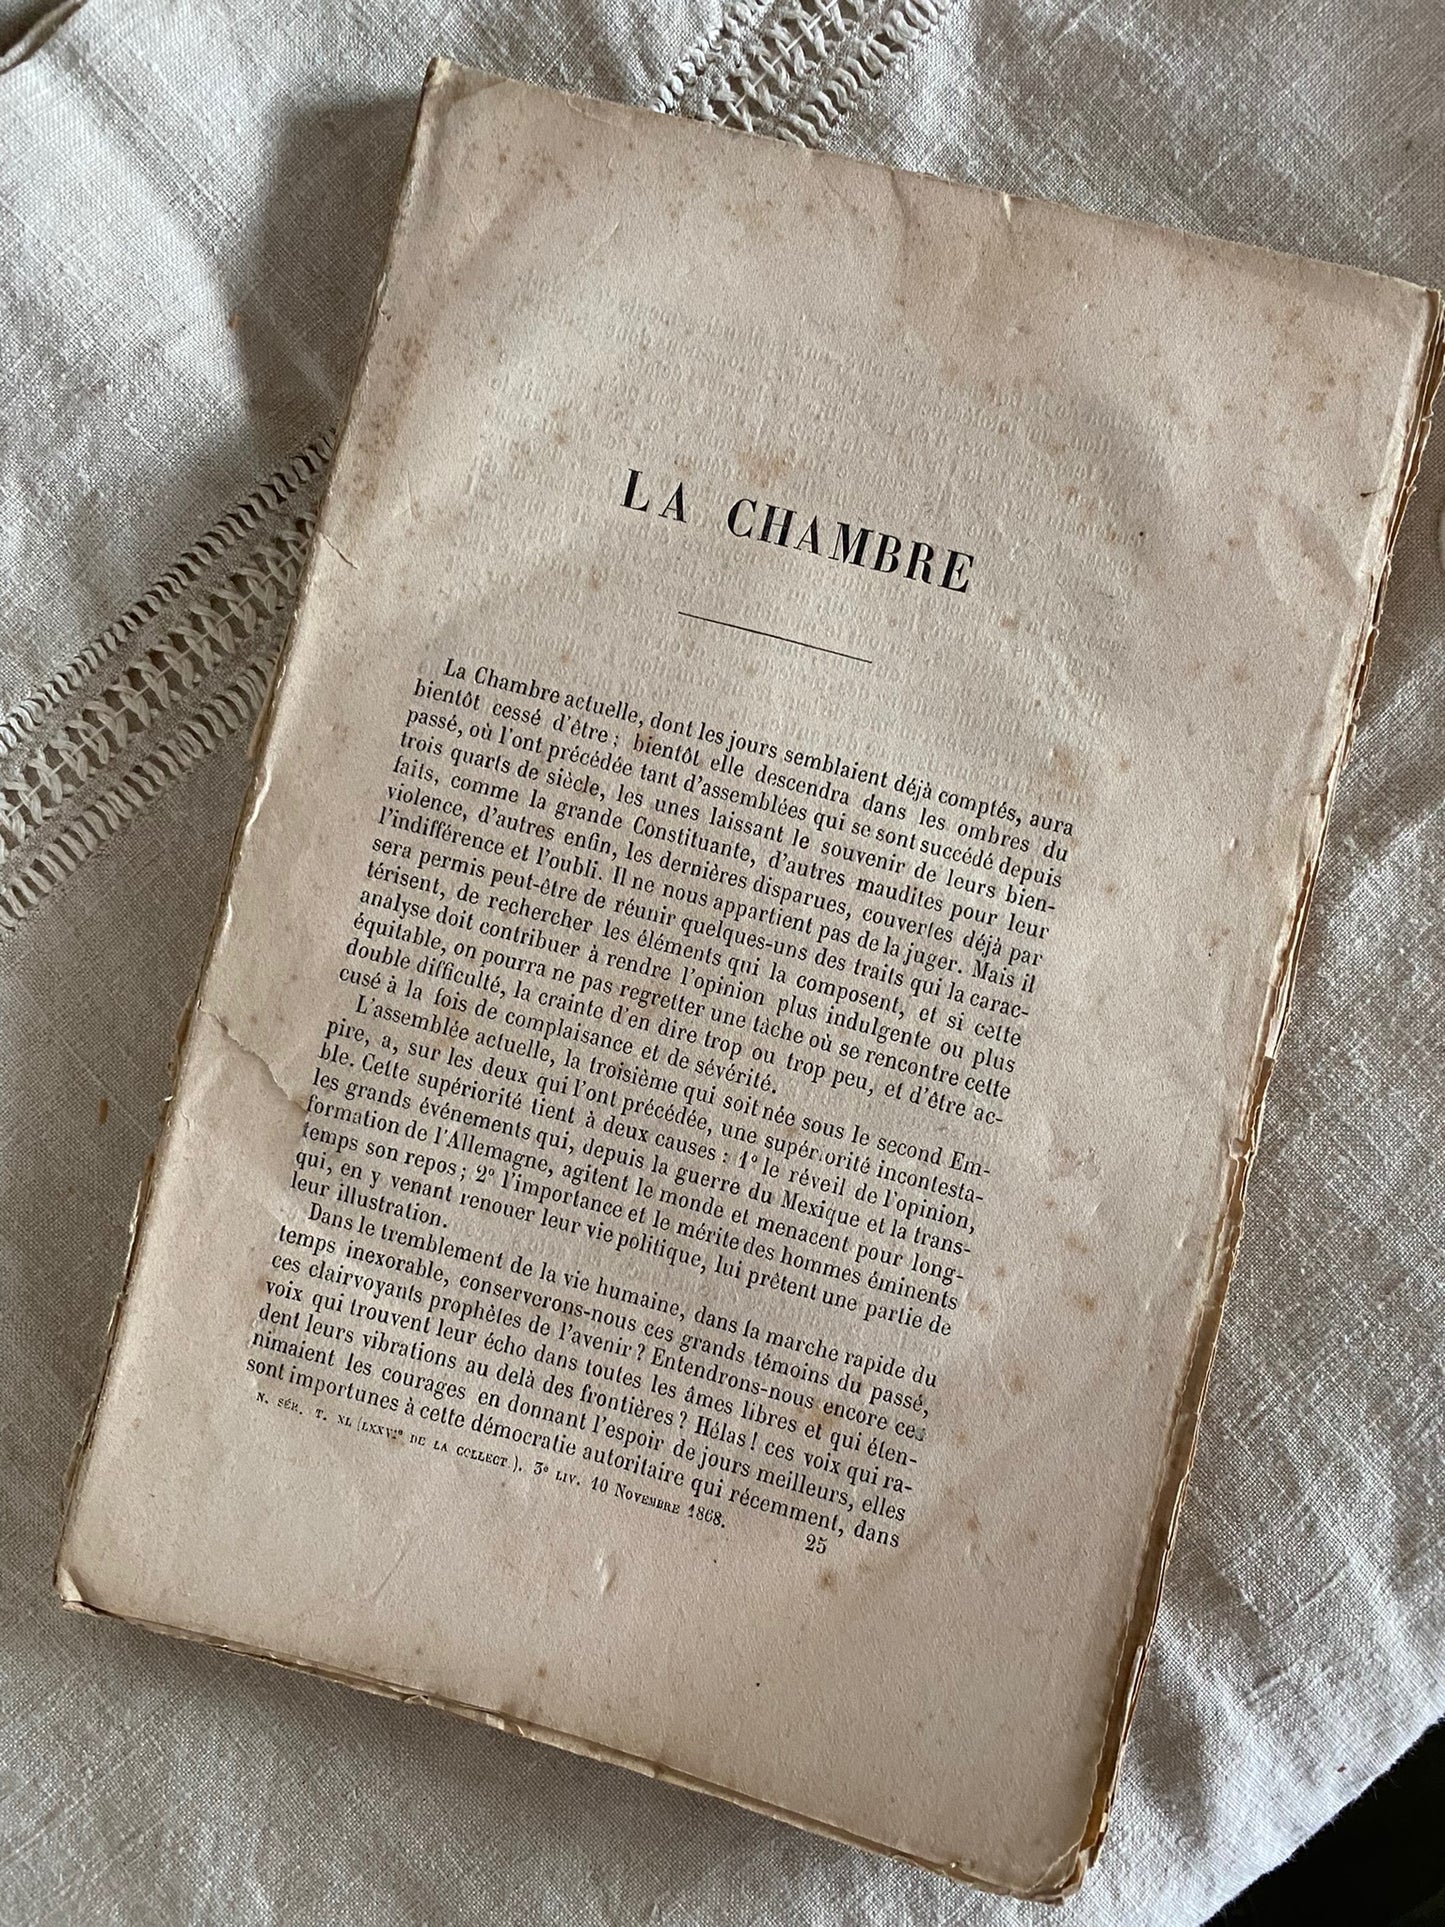 LA CHAMBRE
La Chambre actuelle, dont les jours semblaient déjà comptés, aura
bientôt cessé d'être ; bientôt elle descendra dans les ombres du
passé, où l'ont précédée tant d'assemblées qui se sont succédé depuis
trois quarts de siècle, les unes laissant le souvenir de leurs bien-
faits, comme la grande Constituante, d'autres maudites pour leur
violence, d'autres enfin, les dernières disparues, couvertes déjà par
l'indifférence et l'oubli. Il ne nous appartient pas de la juger. Mais il
sera permis peut-être de réunir quelques-uns des traits qui la carac-
térisent, de rechercher les éléments qui la composent, et si cette
analyse doit contribuer à rendre l'opinion plus indulgente ou plus
équitable, on pourra ne pas regretter une tâche où se rencontre cette
double difficulté, la crainte d'en dire trop ou trop peu, et d'être ac-
cusé à la fois de complaisance et de sévérité.
L'assemblée actuelle, la troisième qui soit née sous le second Em-
pire, a, sur les deux qui l'ont précédée, une supériorité incontesta-
ble. Cette supériorité tient à deux causes : 1° le réveil de l'opinion,
les grands événements qui, depuis la guerre du Mexique et la trans-
formation de l'Allemagne, agitent le monde et menacent pour long-
temps son repos ; 2° l'importance et le mérite des hommes éminents
qui, en y venant renouer leur vie politique, lui prêtent une partie de
leur illustration.
Dans le tremblement de la vie humaine, dans la marche rapide du
temps inexorable, conserverons-nous ces grands témoins du passé,
ces clairvoyants prophètes de l'avenir ? Entendrons-nous encore ces
voix qui trouvent leur écho dans toutes les âmes libres et qui éten-
dent leurs vibrations au delà des frontières ? Hélas ! ces voix qui ra-
nimaient les courages en donnant l'espoir de jours meilleurs, elles
sont importunes à cette démocratie autoritaire qui récemment, dans
N. SÉR. T. XL (LXXVIe DE LA COLLECT.). 3e LIV. 10 NOVEMBRE 1868. 25